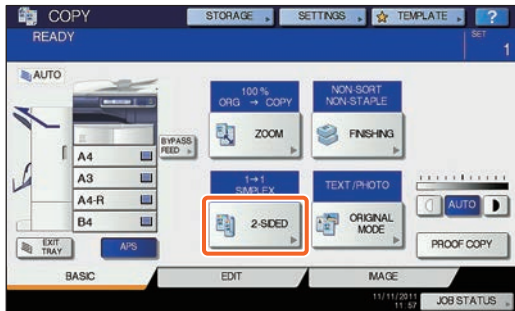 COPY
STORAGE
SETTINGS
TEMPLATE
?
READY
SET
1
AUTO
100 %
ORG → COPY
NON-SORT
NON-STAPLE
ZOOM
FINISHING
BYPASS
FEED
A4
A3
A4-R
B4
1→1
SIMPLEX
TEXT/PHOTO
2-SIDED
ORIGINAL
MODE
AUTO
EXIT
TRAY
APS
PROOF COPY
BASIC
EDIT
IMAGE
11/11/2011
11:57
JOB STATUS